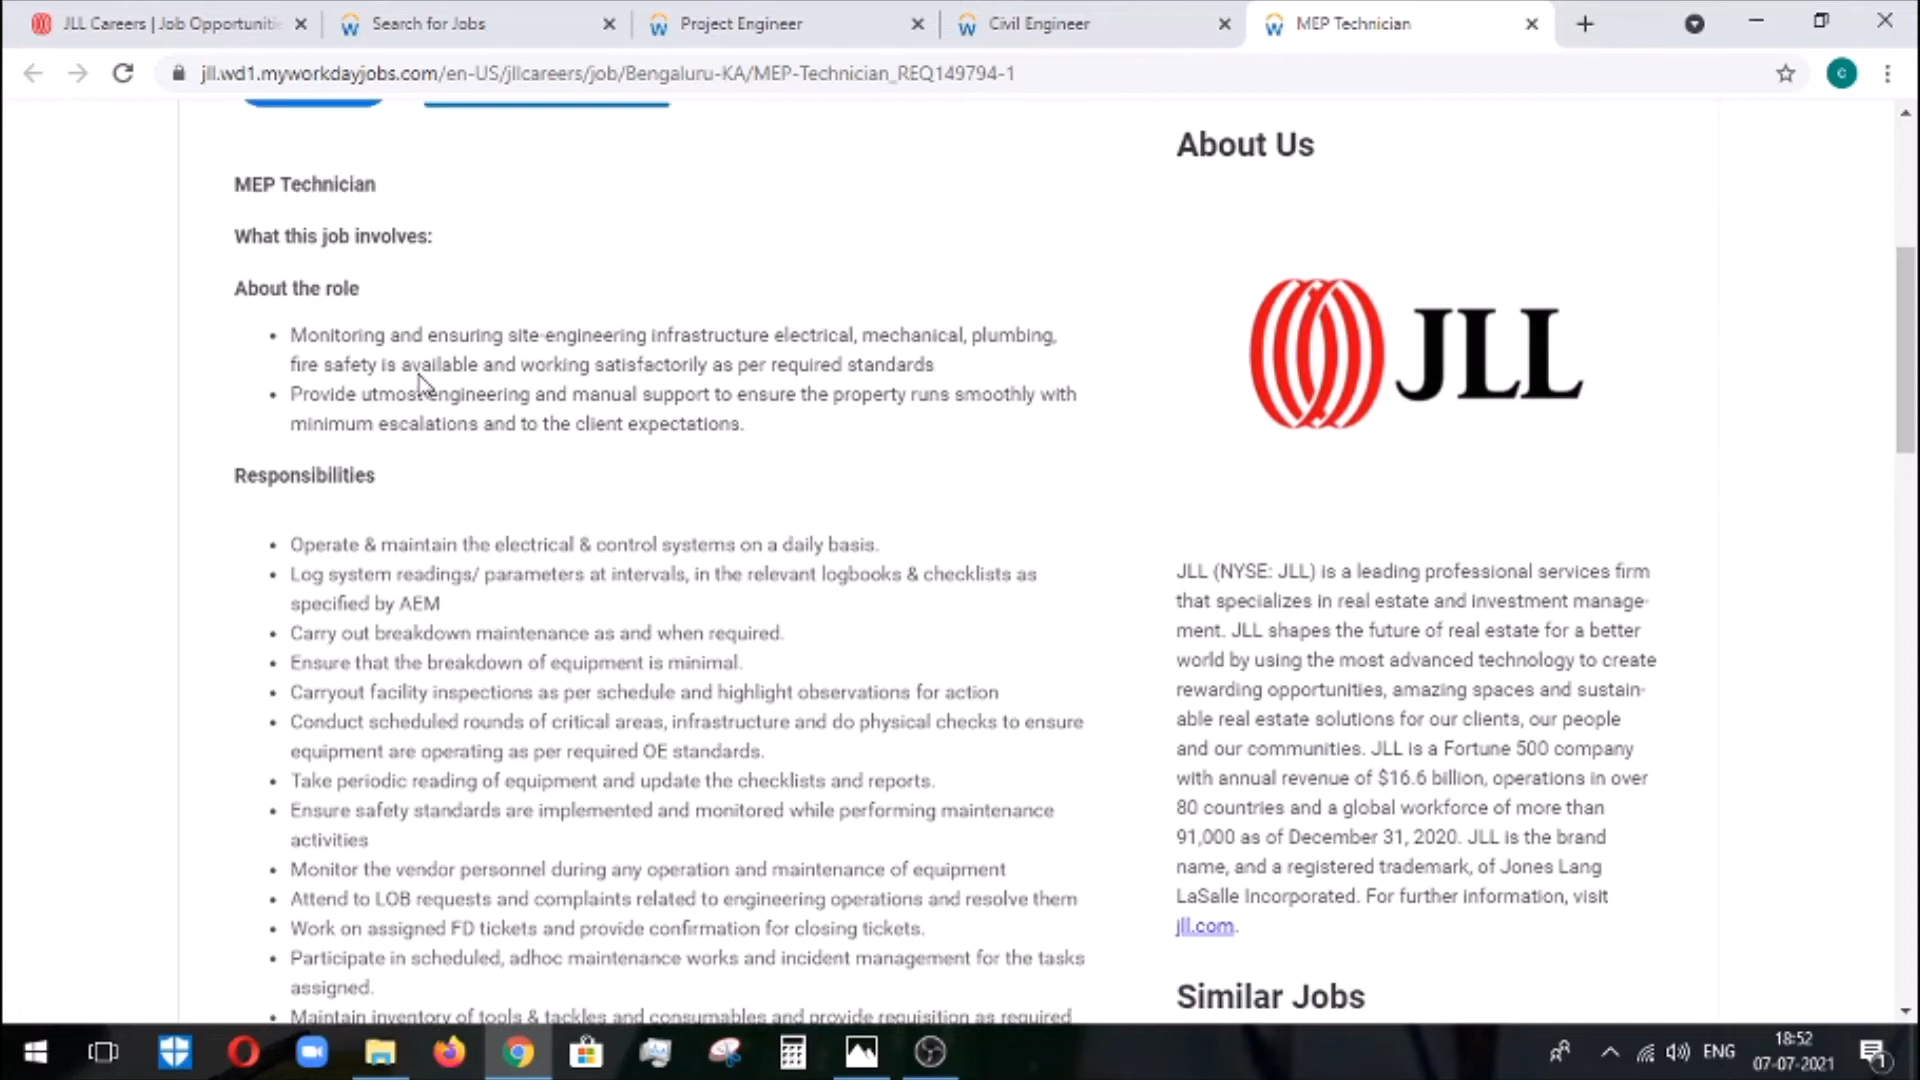 JLL Careers | Job Opportuniti
Search for Jobs
Project Engineer
Civil Engineer
MEP Technician
jll.wd1.myworkdayjobs.com/en-US/jllcareers/job/Bengaluru-KA/MEP-Technician_REQ149794-1
C
MEP Technician
What this job involves:
About the role
• Monitoring and ensuring site-engineering infrastructure electrical, mechanical, plumbing,
fire safety is available and working satisfactorily as per required standards
• Provide utmost engineering and manual support to ensure the property runs smoothly with
minimum escalations and to the client expectations.
Responsibilities
• Operate & maintain the electrical & control systems on a daily basis.
• Log system readings/ parameters at intervals, in the relevant logbooks & checklists as
specified by AEM
• Carry out breakdown maintenance as and when required.
• Ensure that the breakdown of equipment is minimal.
• Carryout facility inspections as per schedule and highlight observations for action
• Conduct scheduled rounds of critical areas, infrastructure and do physical checks to ensure
equipment are operating as per required OE standards.
• Take periodic reading of equipment and update the checklists and reports.
• Ensure safety standards are implemented and monitored while performing maintenance
activities
• Monitor the vendor personnel during any operation and maintenance of equipment
• Attend to LOB requests and complaints related to engineering operations and resolve them
• Work on assigned FD tickets and provide confirmation for closing tickets.
• Participate in scheduled, adhoc maintenance works and incident management for the tasks
assigned.
• Maintain inventory of tools & tackles and consumables and provide requisition as required
About Us
JLL
JLL (NYSE: JLL) is a leading professional services firm
that specializes in real estate and investment manage-
ment. JLL shapes the future of real estate for a better
world by using the most advanced technology to create
rewarding opportunities, amazing spaces and sustain-
able real estate solutions for our clients, our people
and our communities. JLL is a Fortune 500 company
with annual revenue of $16.6 billion, operations in over
80 countries and a global workforce of more than
91,000 as of December 31, 2020. JLL is the brand
name, and a registered trademark, of Jones Lang
LaSalle Incorporated. For further information, visit
jll.com.
Similar Jobs
ENG
18:52
07-07-2021
1